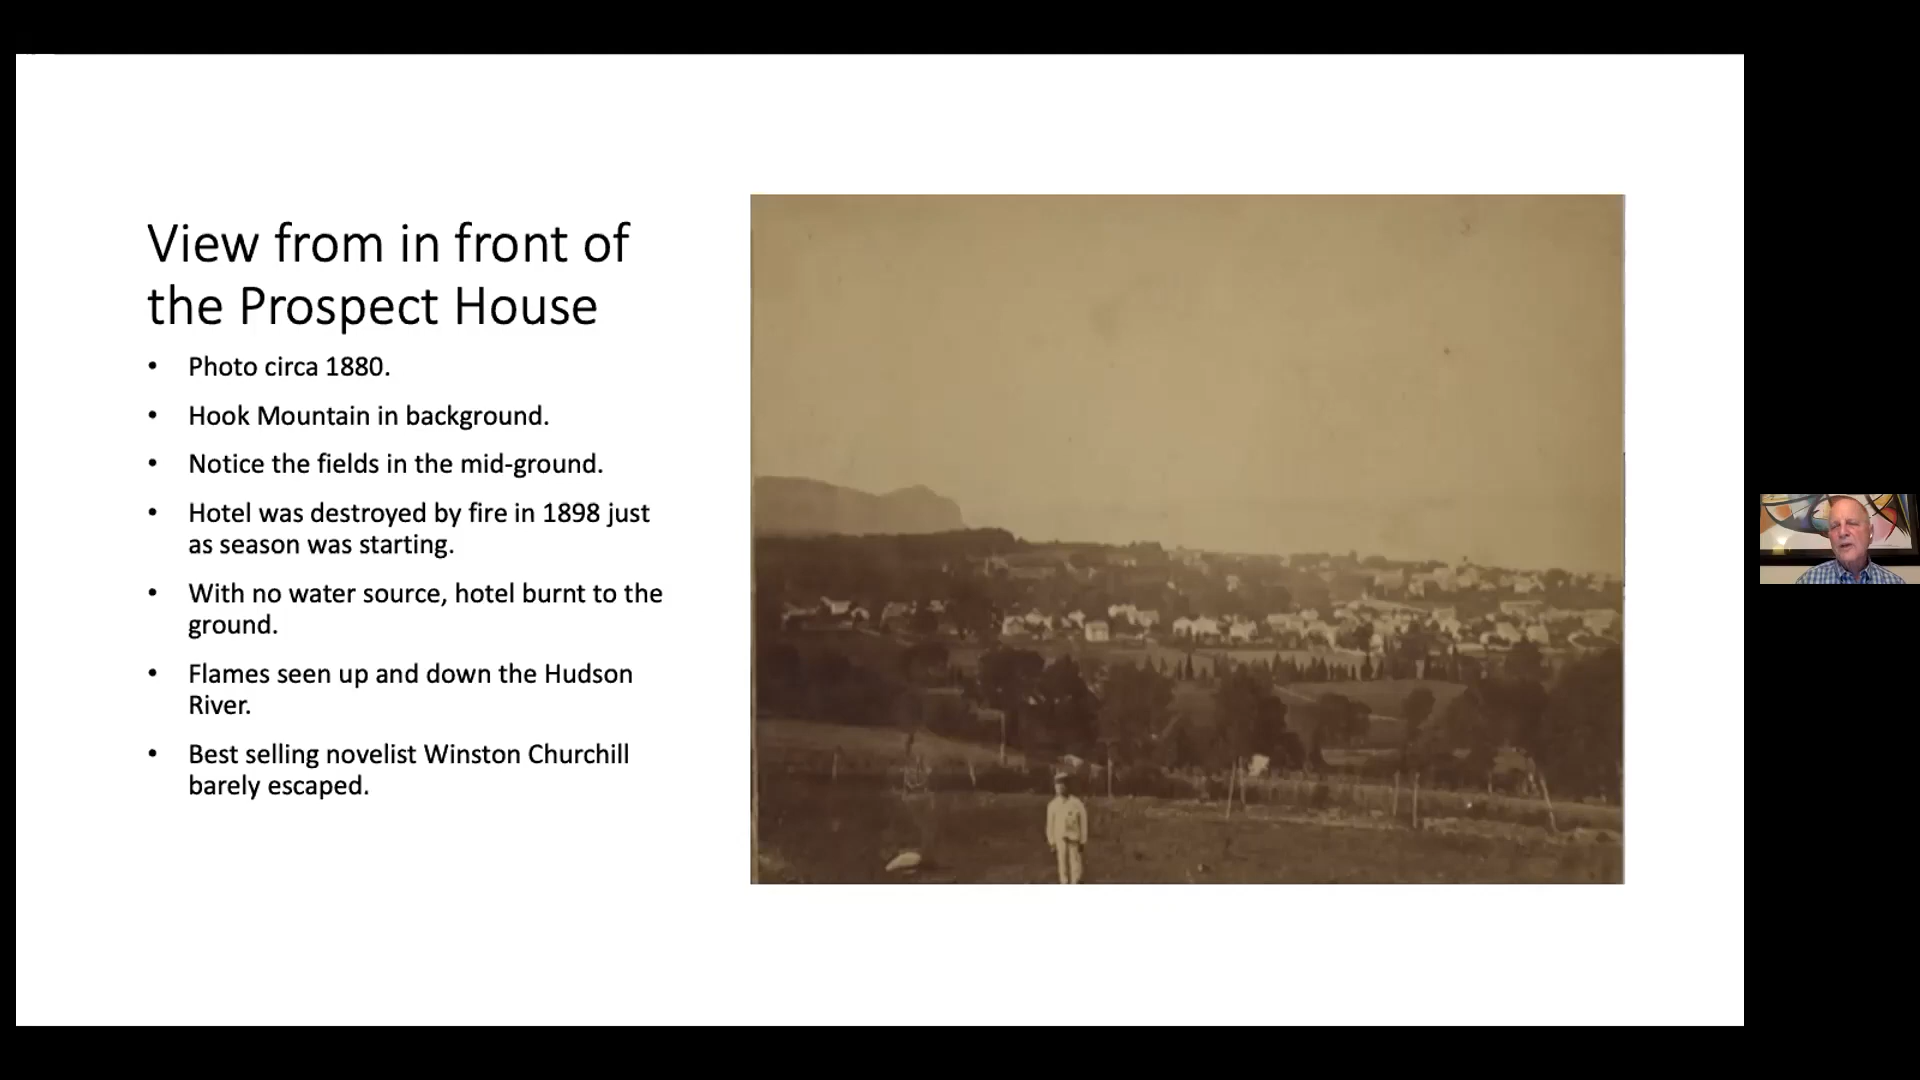 View from in front of
the Prospect House
• Photo circa 1880.
• Hook Mountain in background.
• Notice the fields in the mid-ground.
• Hotel was destroyed by fire in 1898 just
as season was starting.
• With no water source, hotel burnt to the
ground.
• Flames seen up and down the Hudson
River.
• Best selling novelist Winston Churchill
barely escaped.